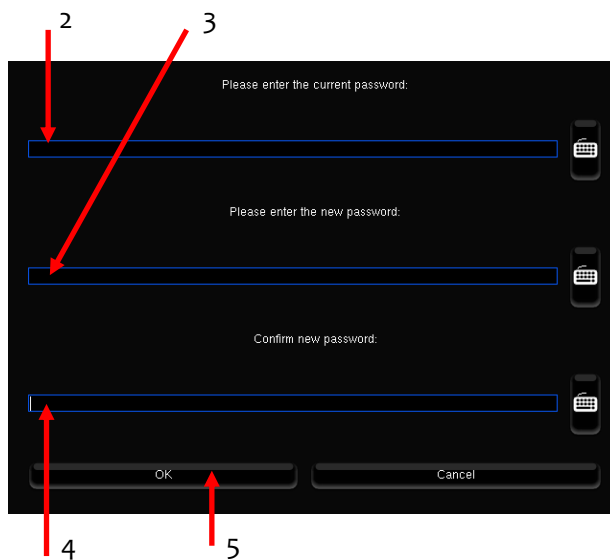 2 3
Please enter the current password:
Please enter the new password:
Confirm new password:
OK Cancel
4 5